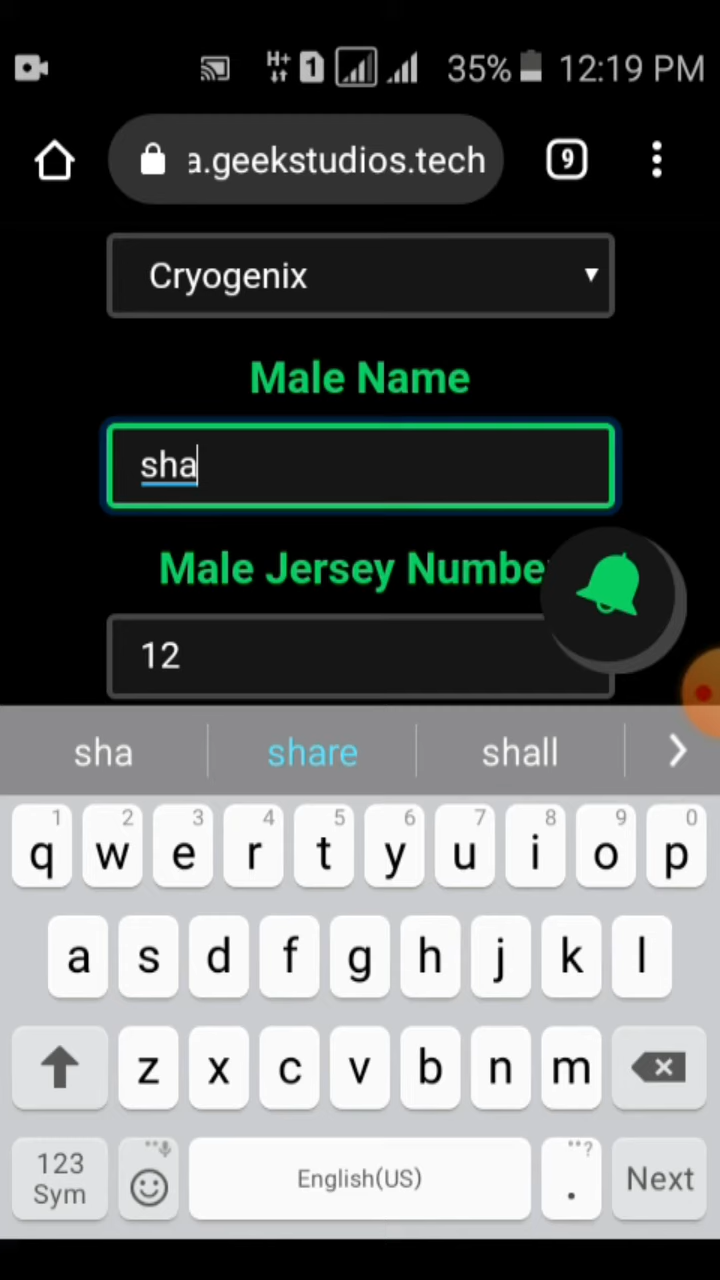 H+ 1 35% 12:19 PM
a.geekstudios.tech 9
Cryogenix
Male Name
sha
Male Jersey Numbe
12
sha share shall
1 2 3 4 5 6 7 8 9 0
q w e r t y u i o p
a s d f g h j k l
z x c v b n m
123
Sym English(US) . Next